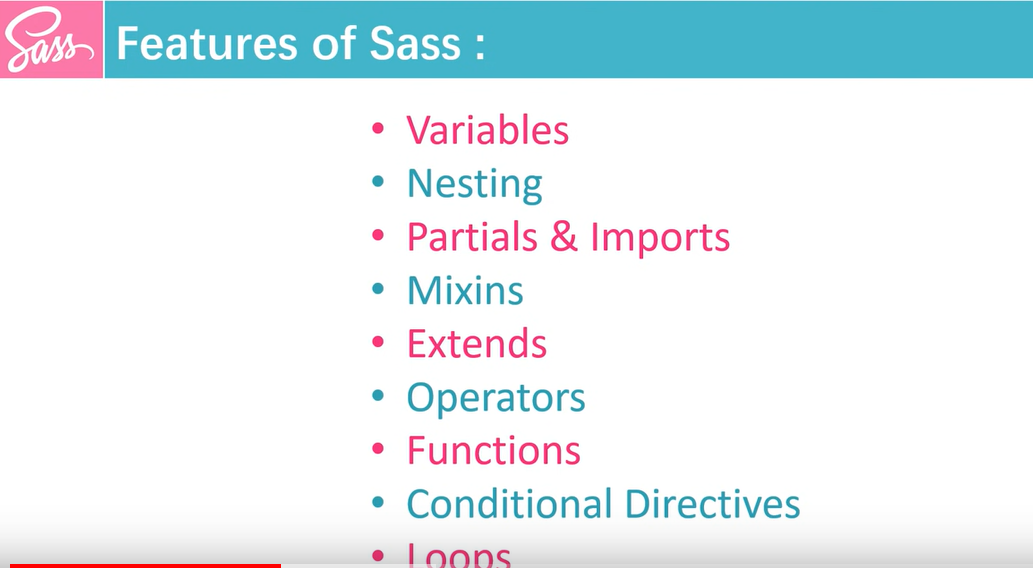 Sass
Features of Sass :
• Variables
• Nesting
• Partials & Imports
• Mixins
• Extends
• Operators
• Functions
• Conditional Directives
• Loops